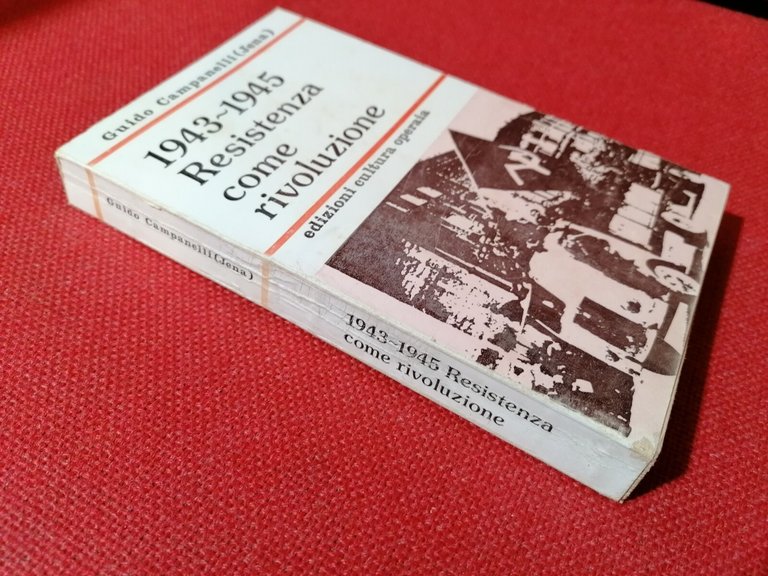 Guido Campanelli (Jena)
1943~1945
Resistenza
come
rivoluzione
edizioni cultura operaia
Guido Campanelli (Jena)
1943~1945 Resistenza
come rivoluzione